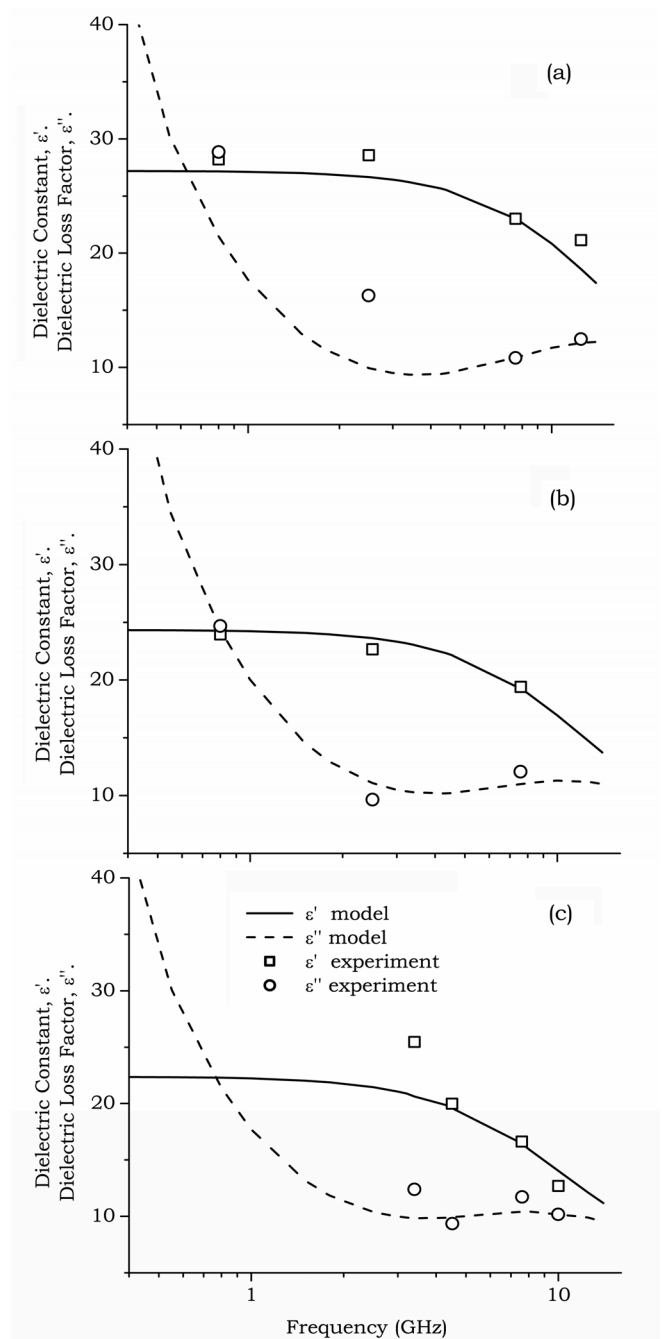 40
30
20
10
Dielectric Constant, ε'.
Dielectric Loss Factor, ε".
(a)
40
30
20
10
Dielectric Constant, ε'.
Dielectric Loss Factor, ε".
(b)
40
30
20
10
Dielectric Constant, ε'.
Dielectric Loss Factor, ε".
(c)
ε' model
ε" model
ε' experiment
ε" experiment
1
10
Frequency (GHz)